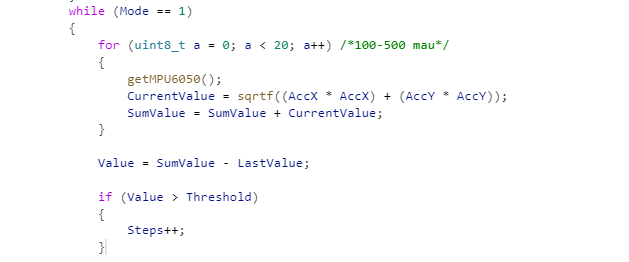 while (Mode == 1)
{
for (uint8_t a = 0; a < 20; a++) /*100-500 mau*/
{
getMPU6050();
CurrentValue = sqrtf((AccX * AccX) + (AccY * AccY));
SumValue = SumValue + CurrentValue;
}
Value = SumValue - LastValue;
if (Value > Threshold)
{
Steps++;
}